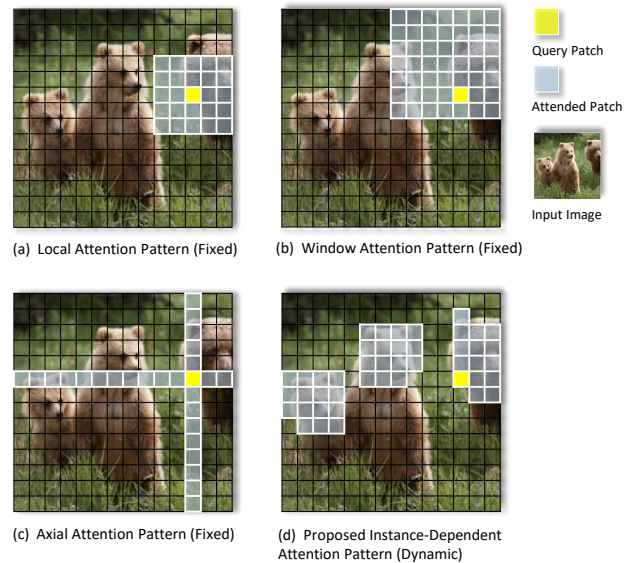 Query Patch
Attended Patch
Input Image
(a) Local Attention Pattern (Fixed)
(b) Window Attention Pattern (Fixed)
(c) Axial Attention Pattern (Fixed)
(d) Proposed Instance-Dependent
Attention Pattern (Dynamic)